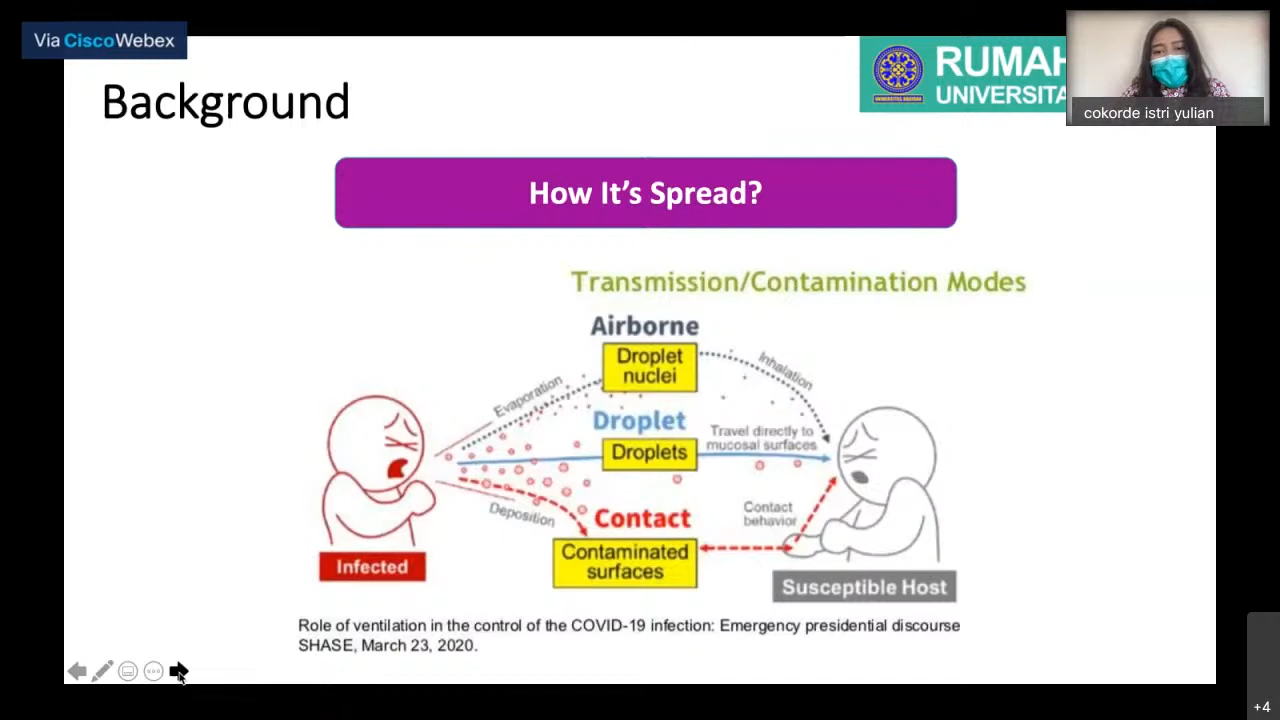 Via CiscoWebex
RUMAH
UNIVERSITA
cokorde istri yulian
Background
How It's Spread?
Transmission/Contamination Modes
Airborne
Droplet
nuclei
Evaporation
Inhalation
Droplet
Droplets
Travel directly to
mucosal surfaces
Deposition
Contact
Contaminated
surfaces
Contact
behavior
Infected
Susceptible Host
Role of ventilation in the control of the COVID-19 infection: Emergency presidential discourse
SHASE, March 23, 2020.
+4